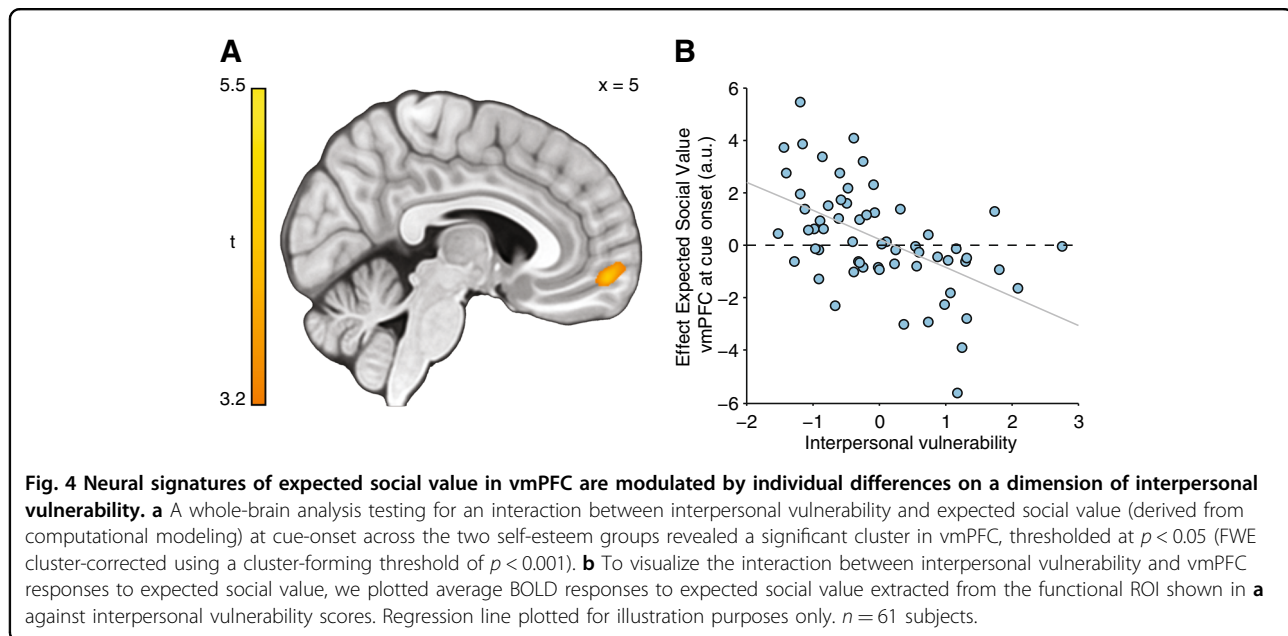 A
B
5.5
x = 5
t
3.2
Effect Expected Social Value
vmPFC at cue onset (a.u.)
6
4
2
0
−2
−4
−6
−2
−1
0
1
2
3
Interpersonal vulnerability
Fig. 4 Neural signatures of expected social value in vmPFC are modulated by individual differences on a dimension of interpersonal
vulnerability. a A whole-brain analysis testing for an interaction between interpersonal vulnerability and expected social value (derived from
computational modeling) at cue-onset across the two self-esteem groups revealed a significant cluster in vmPFC, thresholded at p < 0.05 (FWE
cluster-corrected using a cluster-forming threshold of p < 0.001). b To visualize the interaction between interpersonal vulnerability and vmPFC
responses to expected social value, we plotted average BOLD responses to expected social value extracted from the functional ROI shown in a
against interpersonal vulnerability scores. Regression line plotted for illustration purposes only. n = 61 subjects.